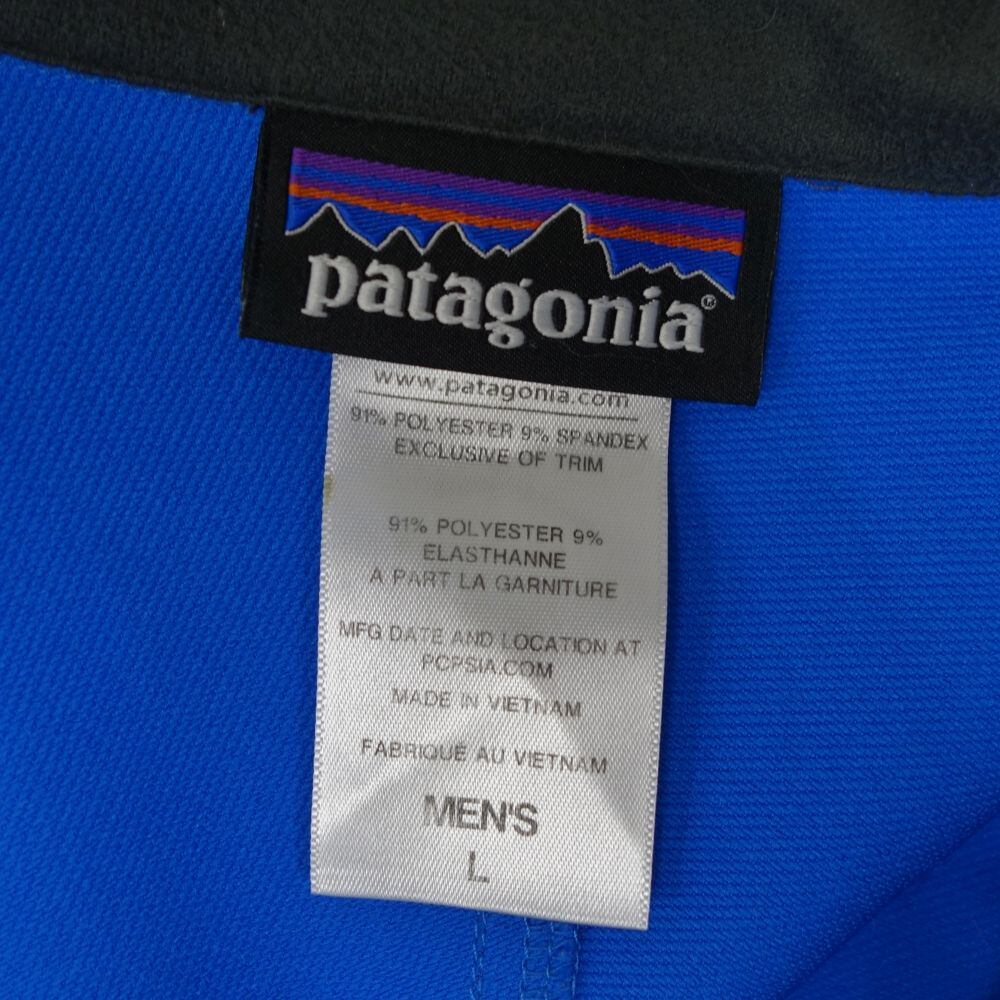 patagonia®
www.patagonia.com
91% POLYESTER 9% SPANDEX
EXCLUSIVE OF TRIM
91% POLYESTER 9%
ELASTHANNE
A PART LA GARNITURE
MFG DATE AND LOCATION AT
PCPSIA.COM
MADE IN VIETNAM
FABRIQUÉ AU VIETNAM
MEN'S
L